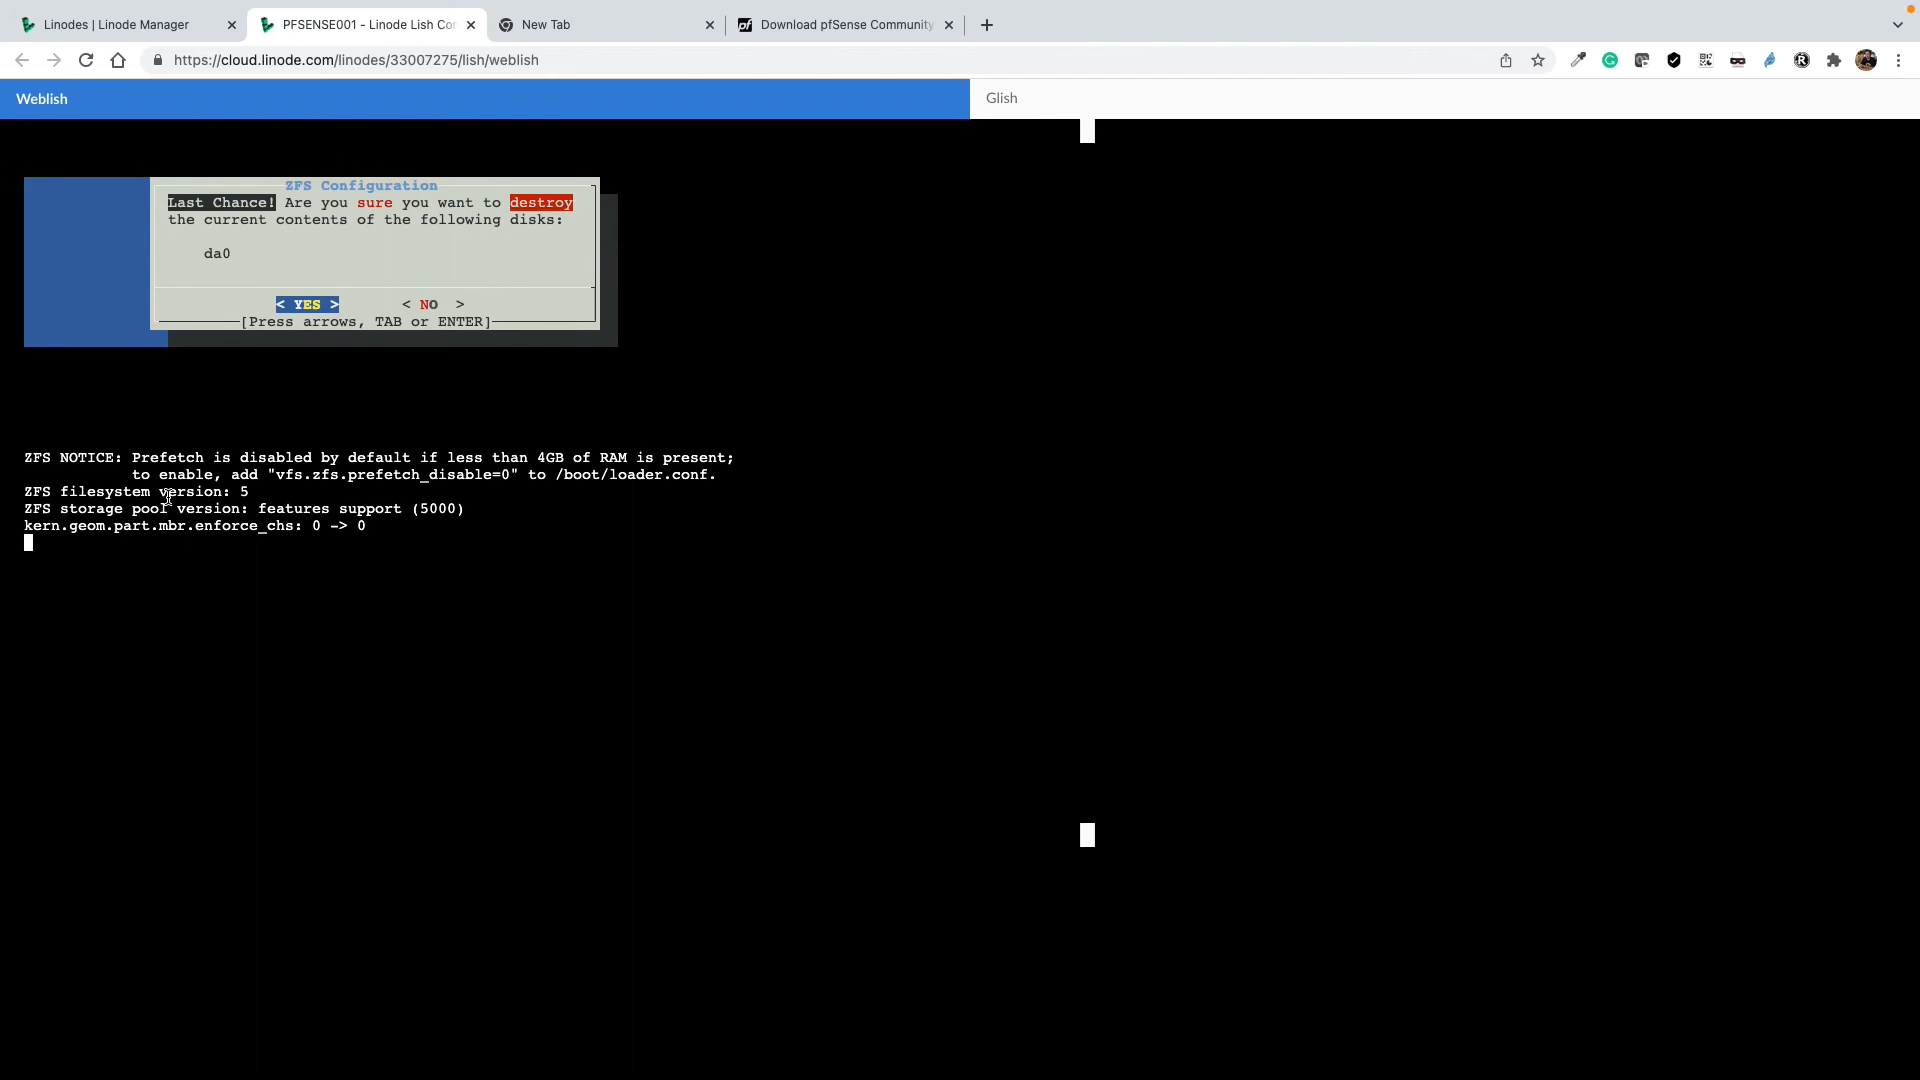 Linodes | Linode Manager
PFSENSE001 - Linode Lish Con
New Tab
Download pfSense Community
https://cloud.linode.com/linodes/33007275/lish/weblish
Weblish
Glish
ZFS Configuration
Last Chance! Are you sure you want to destroy
the current contents of the following disks:
da0
< YES > < NO >
[Press arrows, TAB or ENTER]
ZFS NOTICE: Prefetch is disabled by default if less than 4GB of RAM is present;
to enable, add "vfs.zfs.prefetch_disable=0" to /boot/loader.conf.
ZFS filesystem version: 5
ZFS storage pool version: features support (5000)
kern.geom.part.mbr.enforce_chs: 0 -> 0